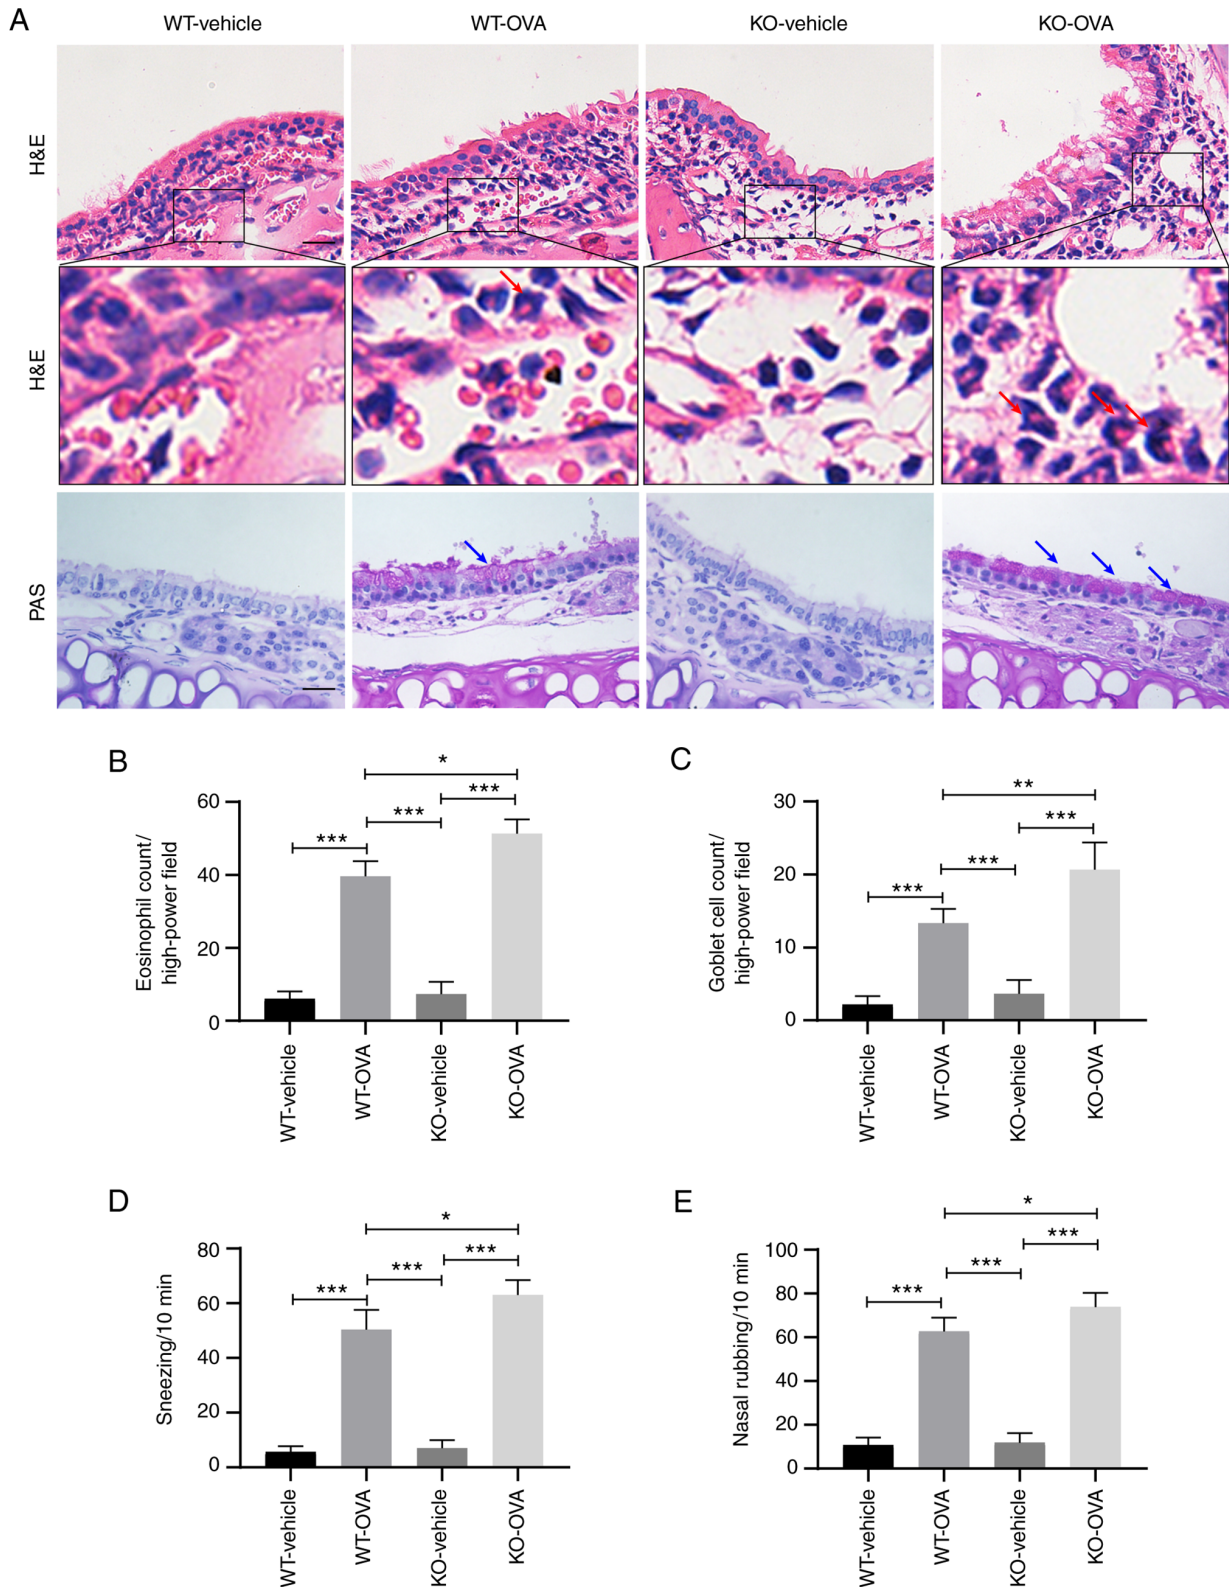 A
WT-vehicle WT-OVA KO-vehicle KO-OVA
H&E
H&E
PAS
B
*
***
***
***
60
40
20
0
Eosinophil count/
high-power field
WT-vehicle
WT-OVA
KO-vehicle
KO-OVA
C
**
***
***
***
30
20
10
0
Goblet cell count/
high-power field
WT-vehicle
WT-OVA
KO-vehicle
KO-OVA
D
*
***
***
***
80
60
40
20
0
Sneezing/10 min
WT-vehicle
WT-OVA
KO-vehicle
KO-OVA
E
*
***
***
***
100
80
60
40
20
0
Nasal rubbing/10 min
WT-vehicle
WT-OVA
KO-vehicle
KO-OVA